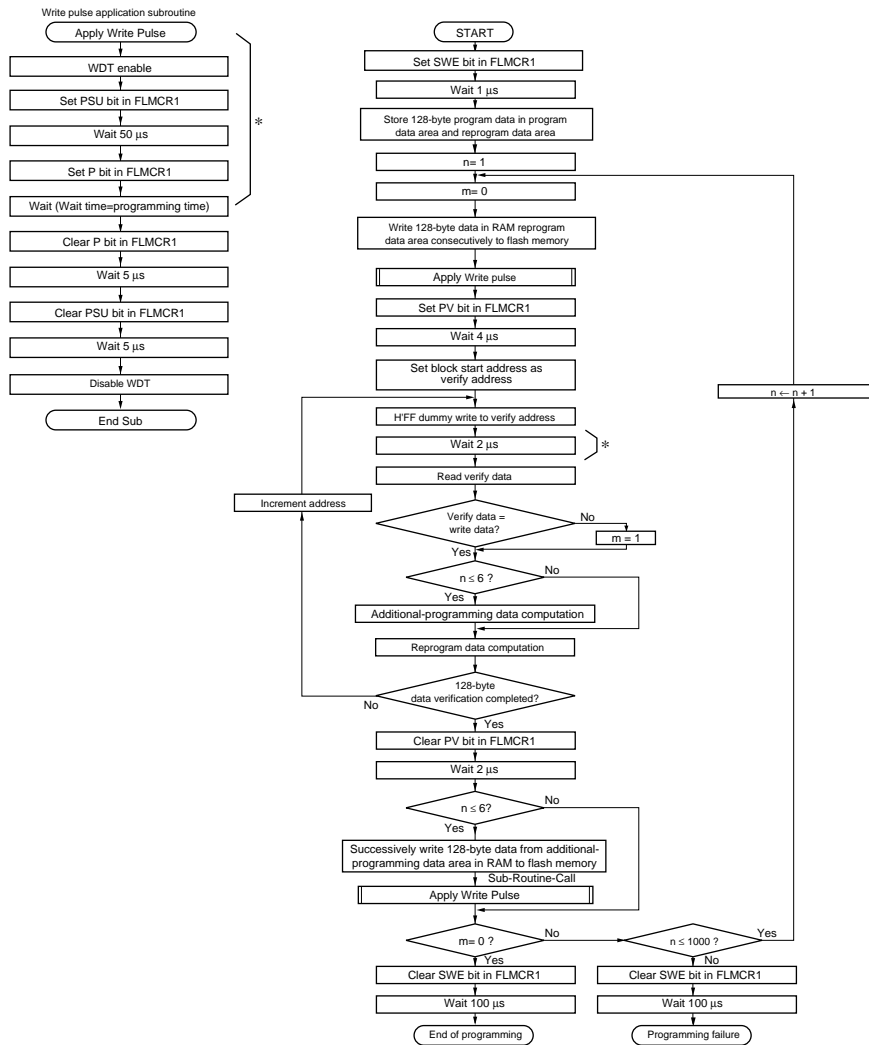 Write pulse application subroutine
Apply Write Pulse
WDT enable
Set PSU bit in FLMCR1
Wait 50 μs
Set P bit in FLMCR1
Wait (Wait time=programming time)
Clear P bit in FLMCR1
Wait 5 μs
Clear PSU bit in FLMCR1
Wait 5 μs
Disable WDT
End Sub
*
START
Set SWE bit in FLMCR1
Wait 1 μs
Store 128-byte program data in program
data area and reprogram data area
n= 1
m= 0
Write 128-byte data in RAM reprogram
data area consecutively to flash memory
Apply Write pulse
Set PV bit in FLMCR1
Wait 4 μs
Set block start address as
verify address
n ← n + 1
H'FF dummy write to verify address
Wait 2 μs
*
Read verify data
Increment address
Verify data =
write data?
No
m = 1
Yes
n ≤ 6 ?
No
Yes
Additional-programming data computation
Reprogram data computation
128-byte
data verification completed?
No
Yes
Clear PV bit in FLMCR1
Wait 2 μs
n ≤ 6?
No
Yes
Successively write 128-byte data from additional-
programming data area in RAM to flash memory
Sub-Routine-Call
Apply Write Pulse
m= 0 ?
No
n ≤ 1000 ?
Yes
Yes
No
Clear SWE bit in FLMCR1
Clear SWE bit in FLMCR1
Wait 100 μs
Wait 100 μs
End of programming
Programming failure